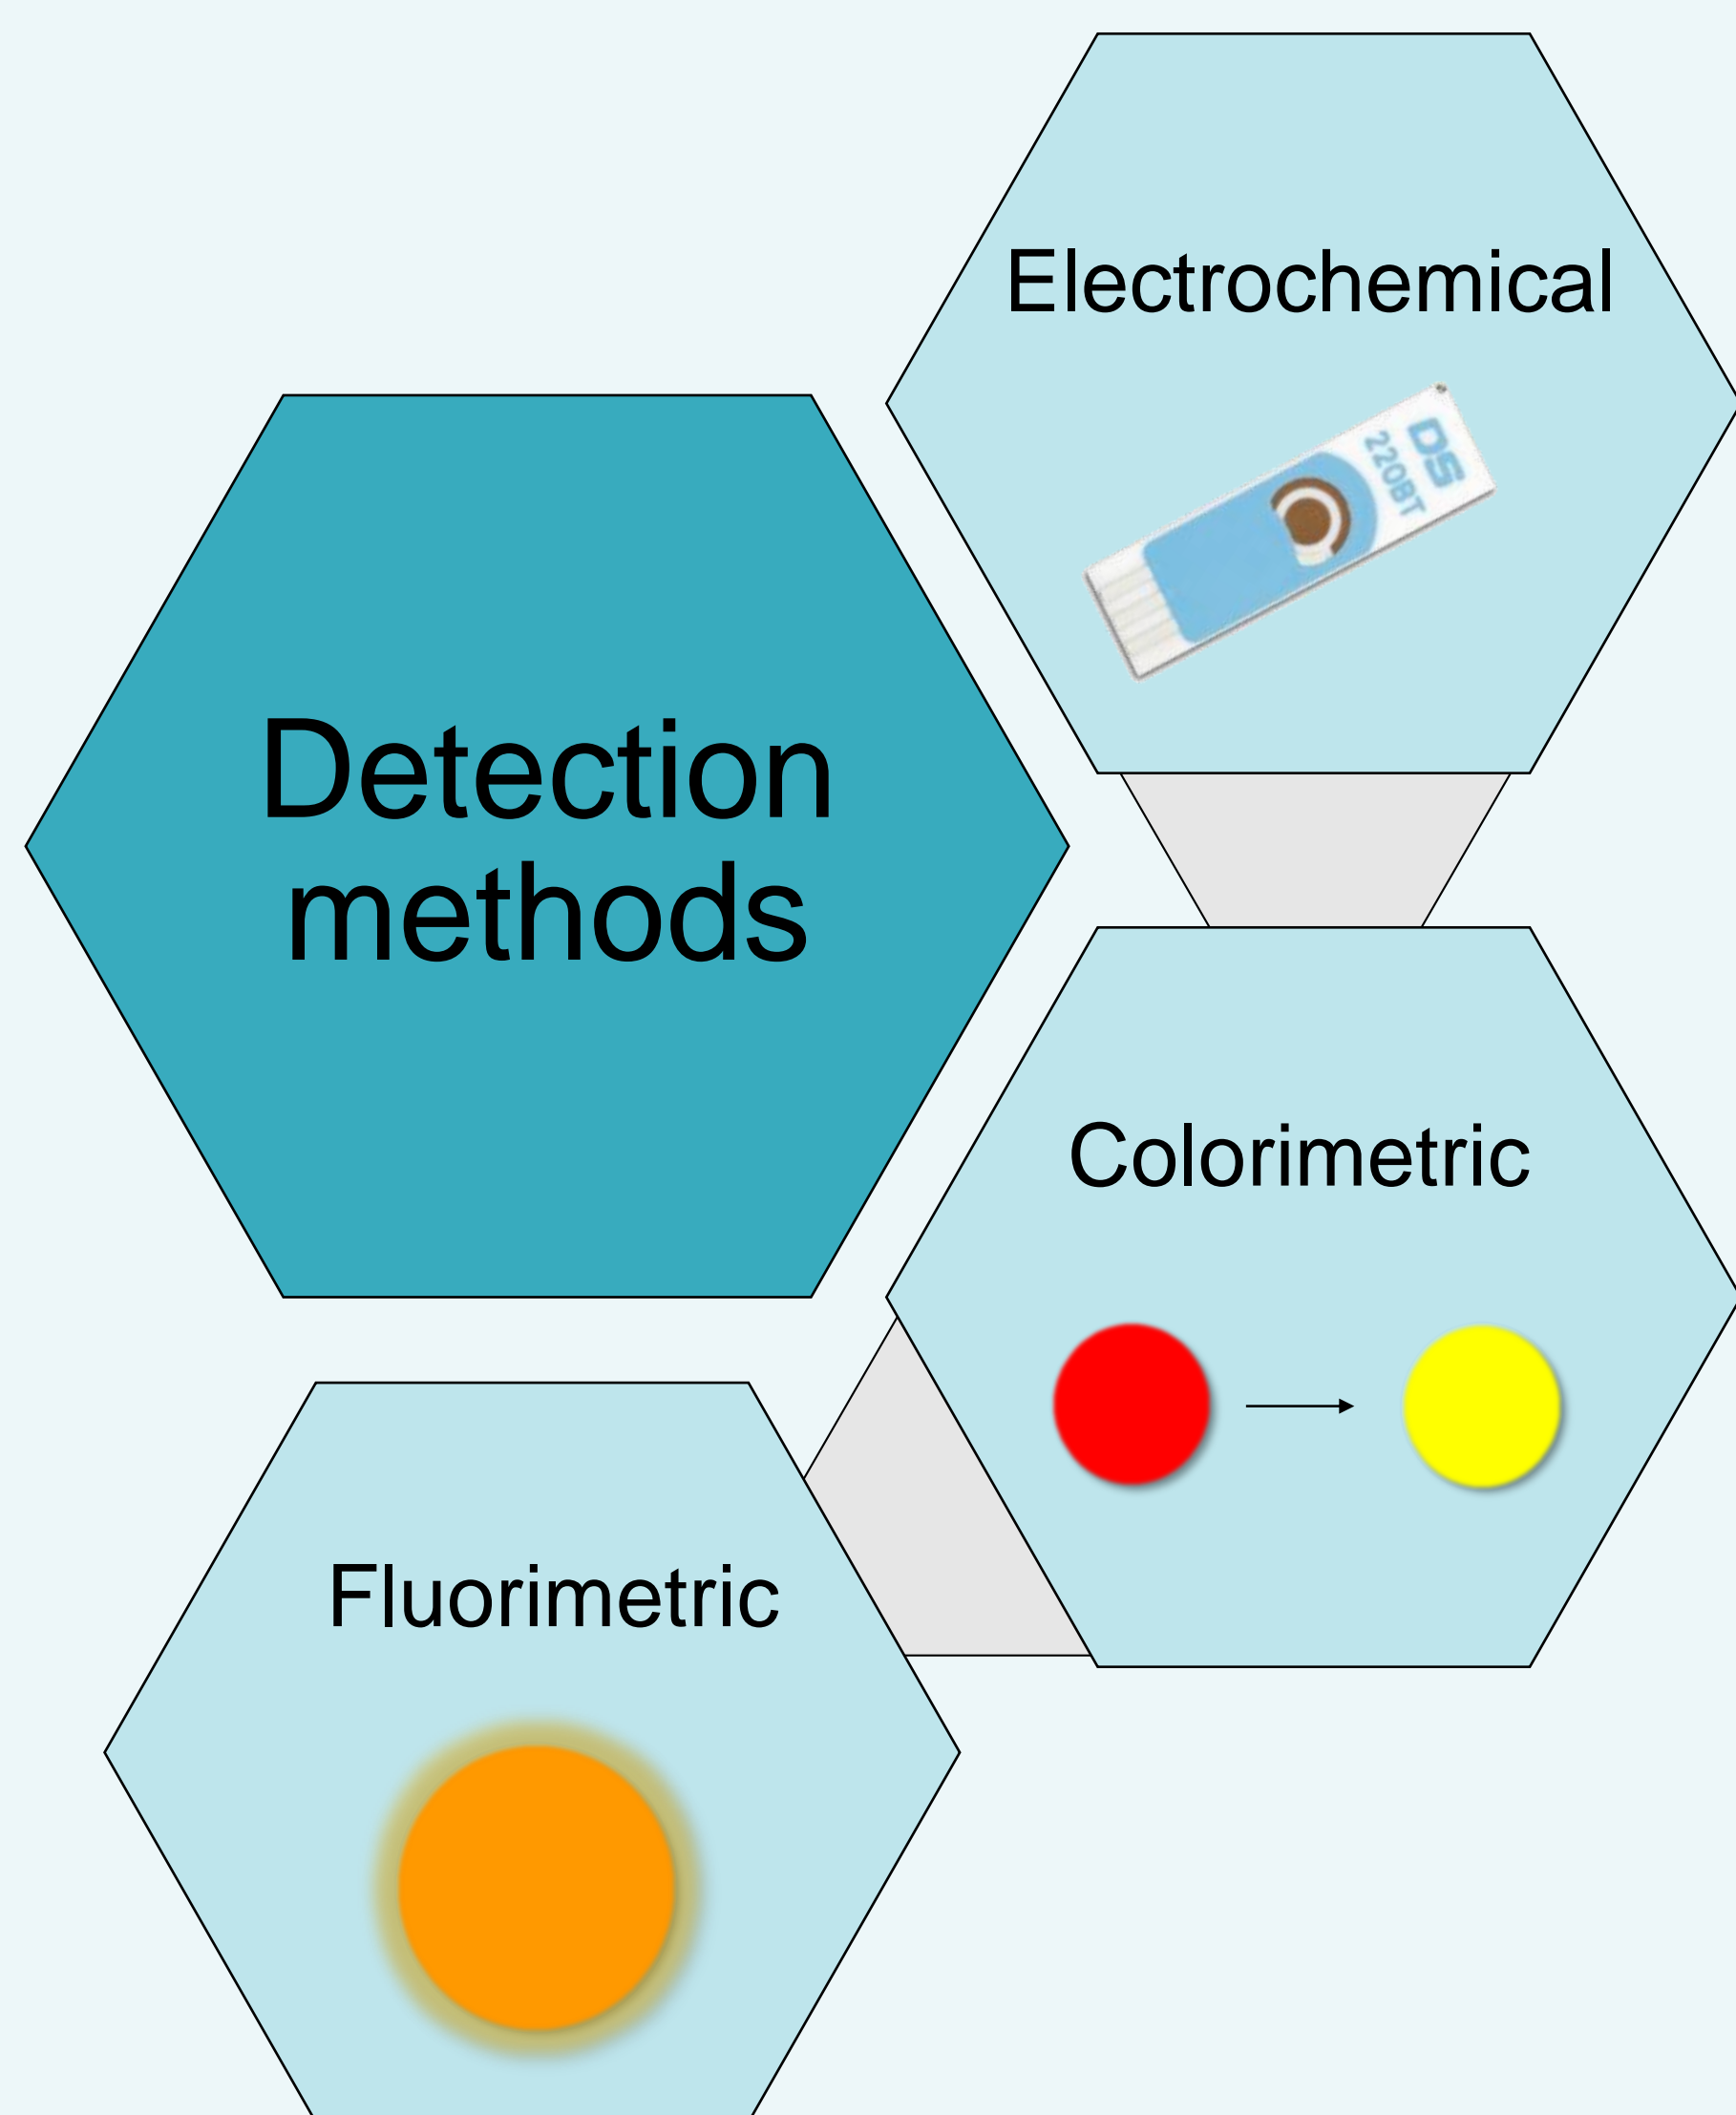 Electrochemical
DS
220BT
Detection
methods
Colorimetric
Fluorimetric